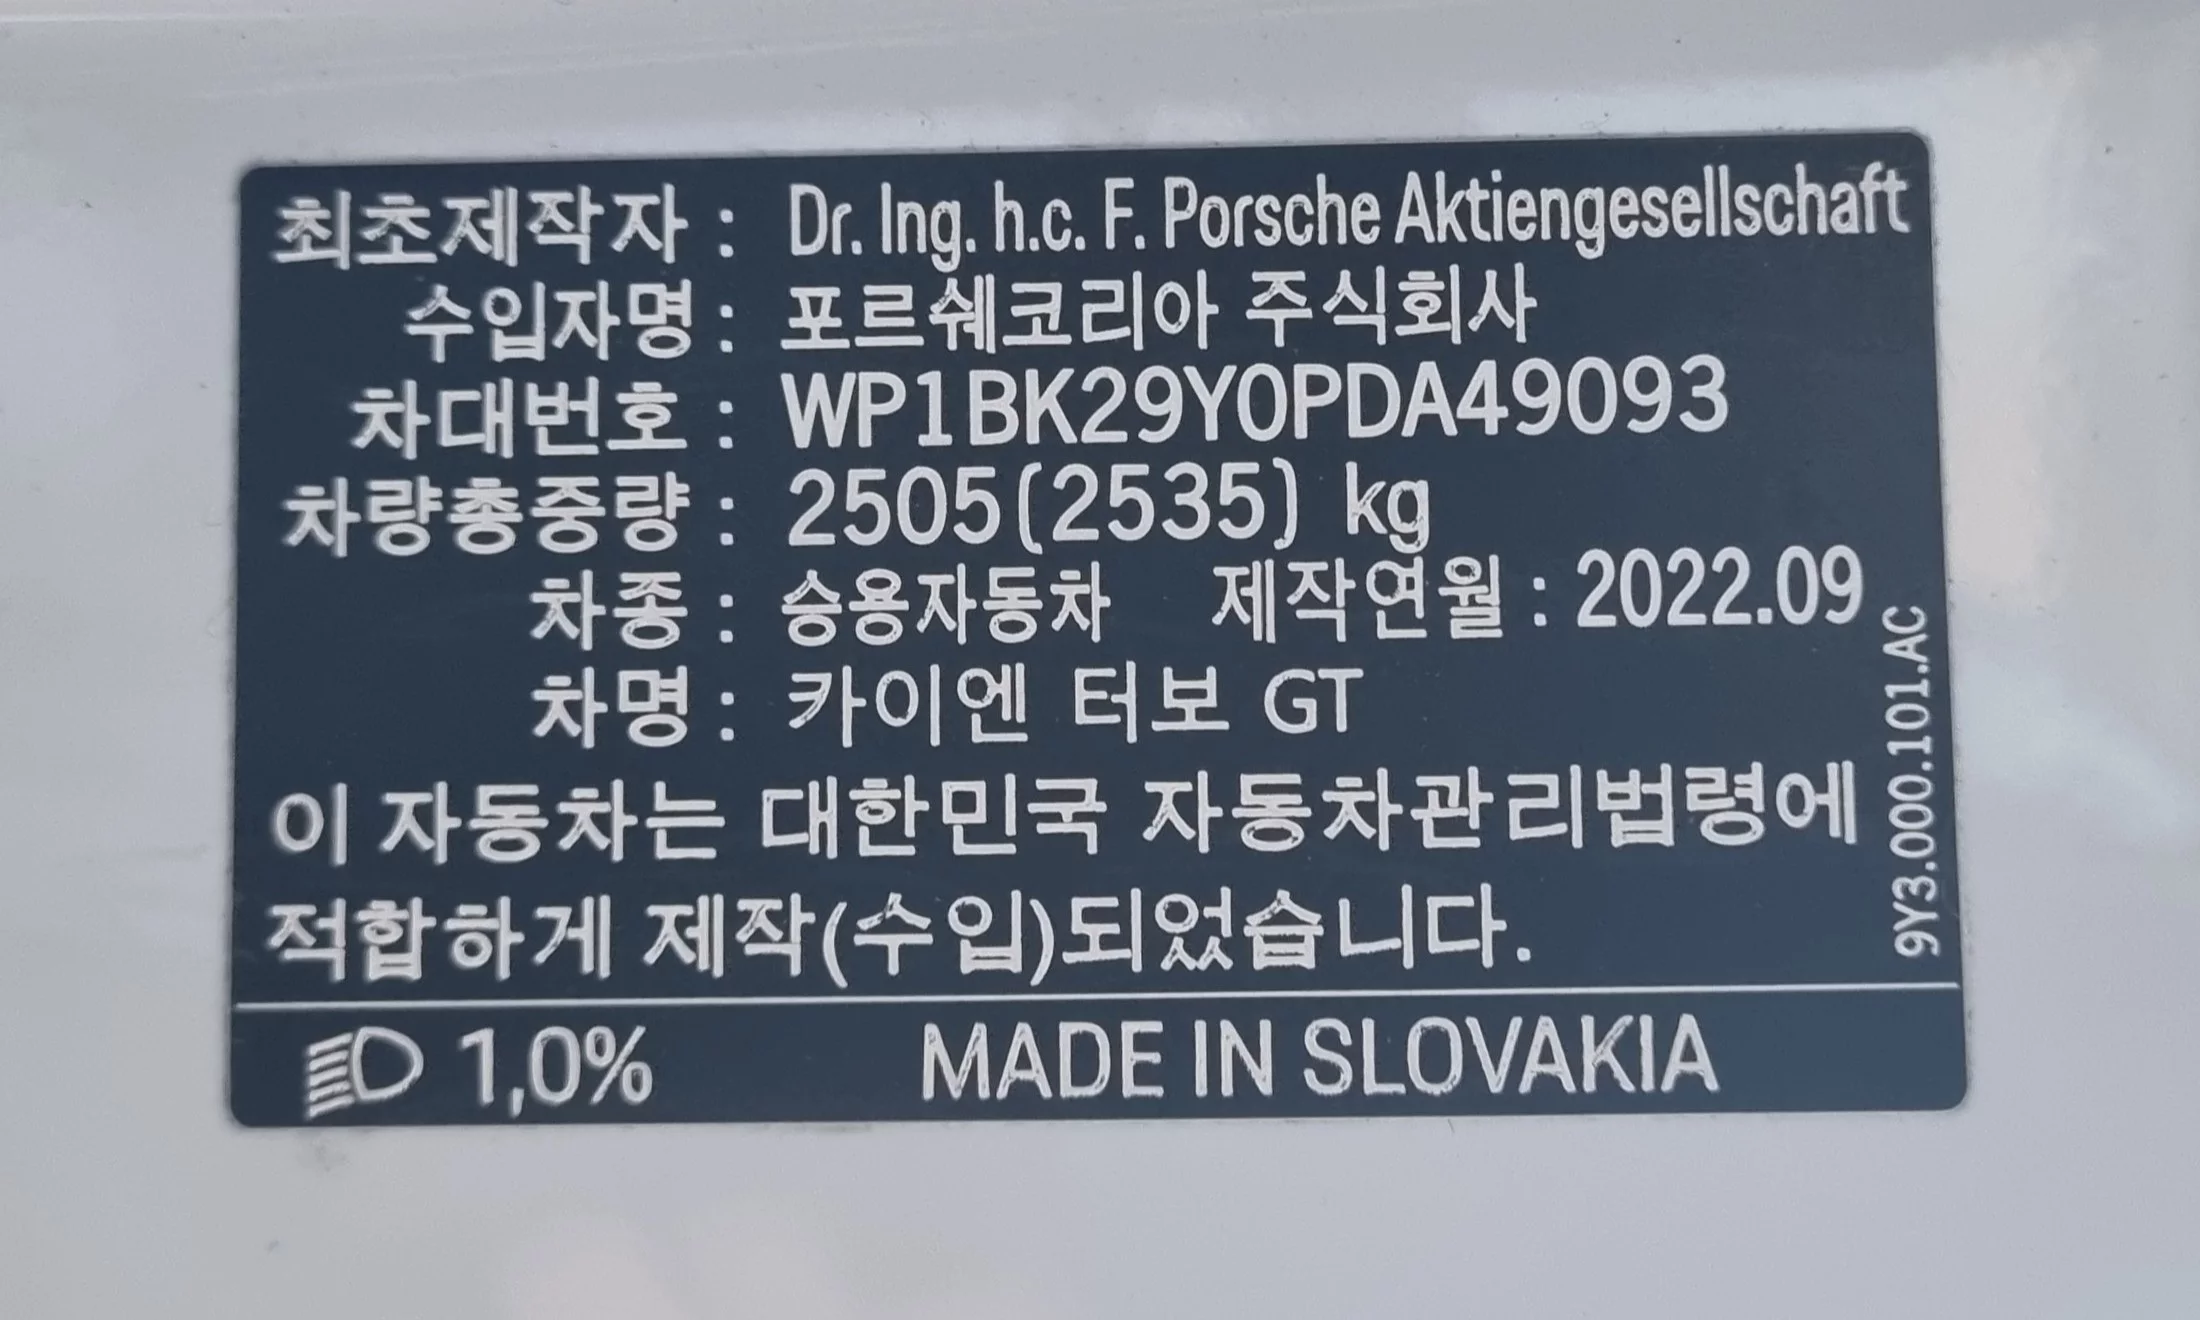 최초제작자 : Dr. Ing. h.c. F. Porsche Aktiengesellschaft
수입자명 : 포르쉐코리아 주식회사
차대번호 : WP1BK29Y0PDA49093
차량총중량 : 2505(2535) kg
차종 : 승용자동차 제작연월 : 2022.09
차명 : 카이엔 터보 GT
이 자동차는 대한민국 자동차관리법령에
적합하게 제작(수입)되었습니다.
9Y3.000.101.AC
1,0% MADE IN SLOVAKIA